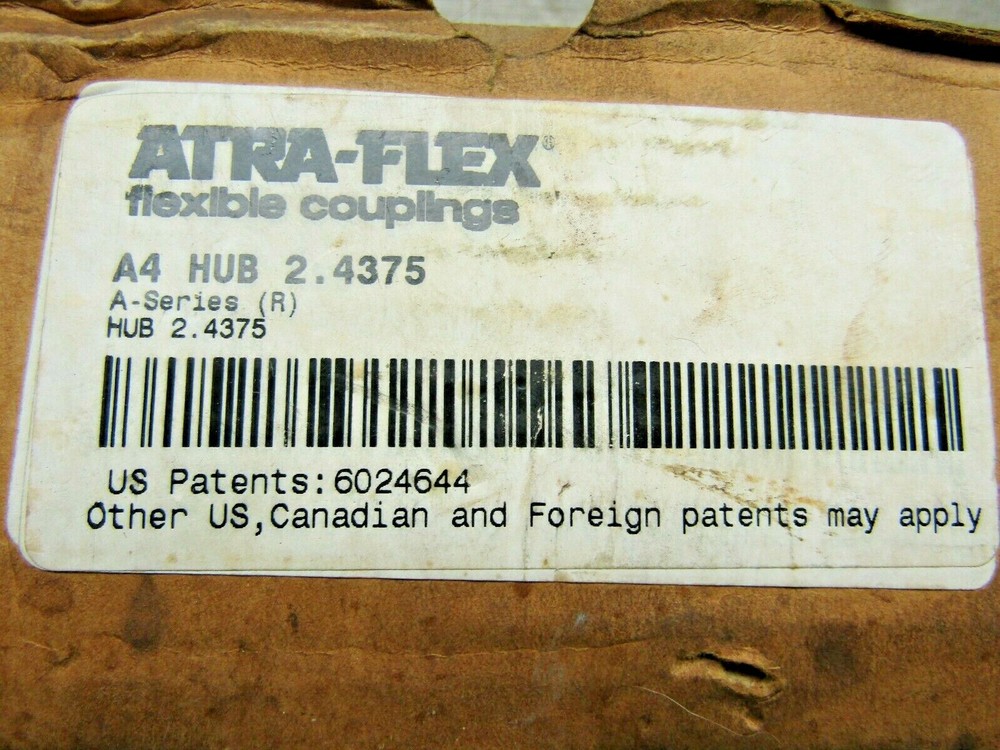 ATRA-FLEX®
flexible couplings
A4 HUB 2.4375
A-Series (R)
HUB 2.4375
US Patents:6024644
Other US,Canadian and Foreign patents may apply